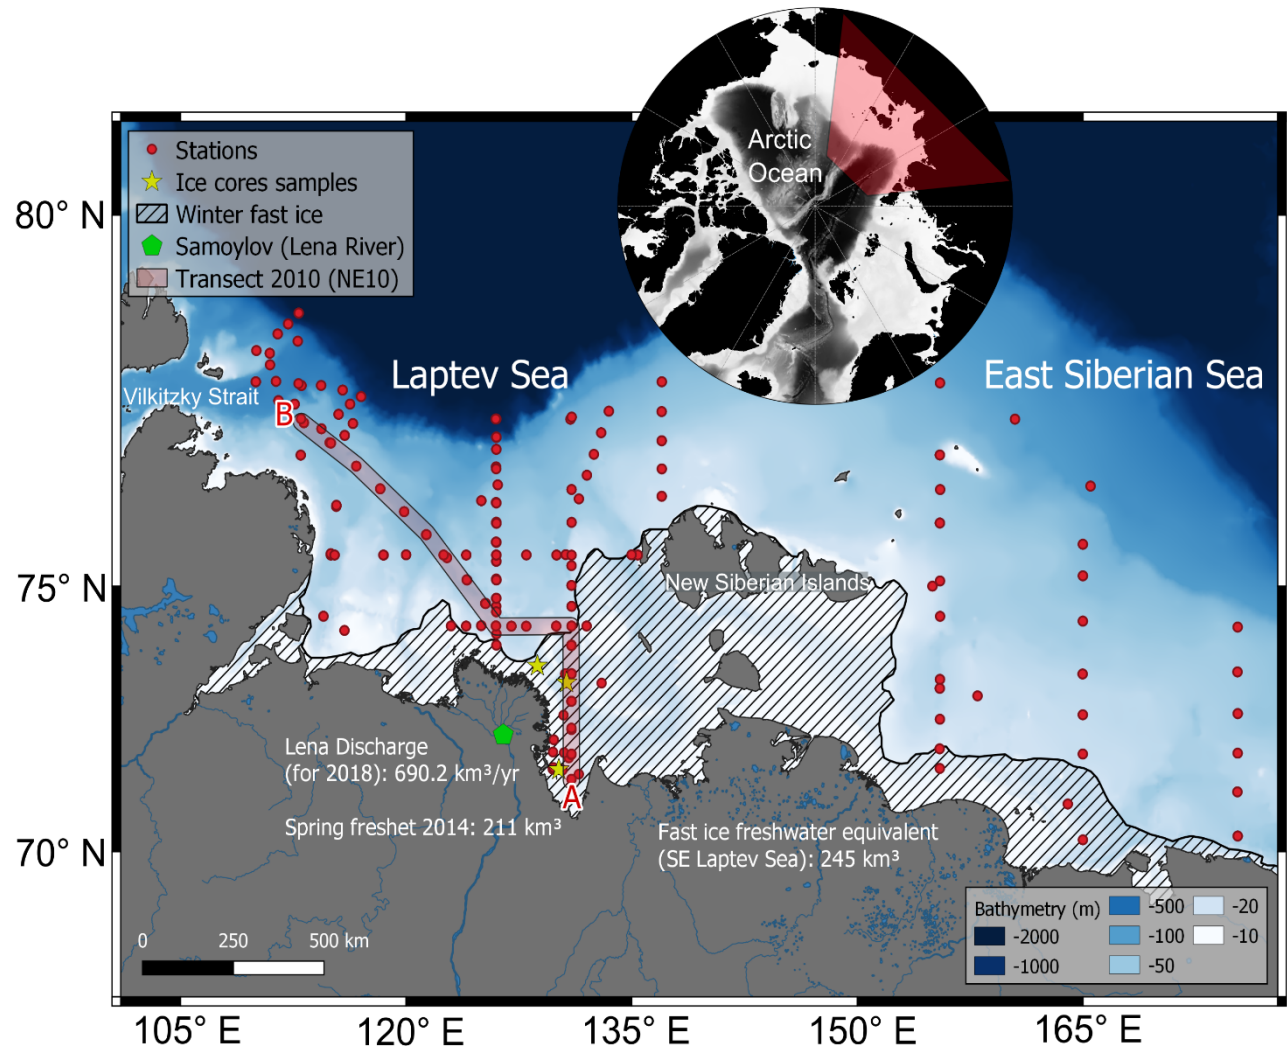 Arctic
Ocean
Stations
Ice cores samples
Winter fast ice
Samoylov (Lena River)
Transect 2010 (NE10)
80° N
75° N
70° N
Laptev Sea
East Siberian Sea
Vilkitzky Strait
B
New Siberian Islands
Lena Discharge
(for 2018): 690.2 km³/yr
Spring freshet 2014: 211 km³
A
Fast ice freshwater equivalent
(SE Laptev Sea): 245 km³
0 250 500 km
Bathymetry (m)
-2000
-1000
-500
-100
-50
-20
-10
105° E 120° E 135° E 150° E 165° E